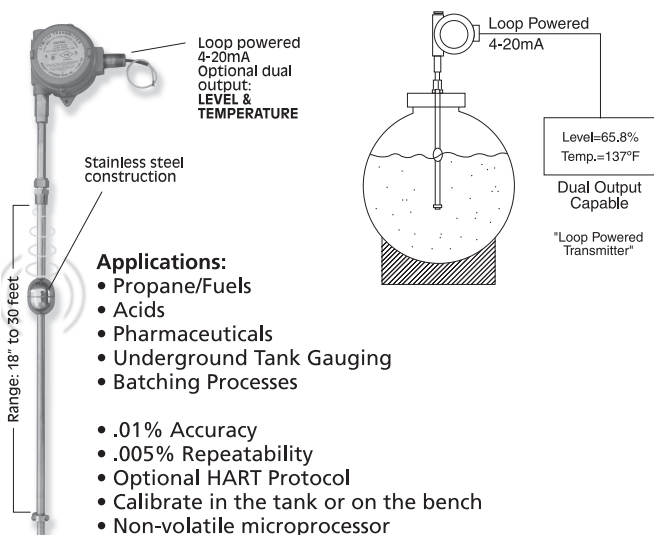 Loop powered
4-20mA
Optional dual
output:
LEVEL &
TEMPERATURE
Stainless steel
construction
Range: 18" to 30 feet
Loop Powered
4-20mA
Level=65.8%
Temp.=137ºF
Dual Output
Capable
"Loop Powered
Transmitter"
Applications:
• Propane/Fuels
• Acids
• Pharmaceuticals
• Underground Tank Gauging
• Batching Processes
• .01% Accuracy
• .005% Repeatability
• Optional HART Protocol
• Calibrate in the tank or on the bench
• Non-volatile microprocessor